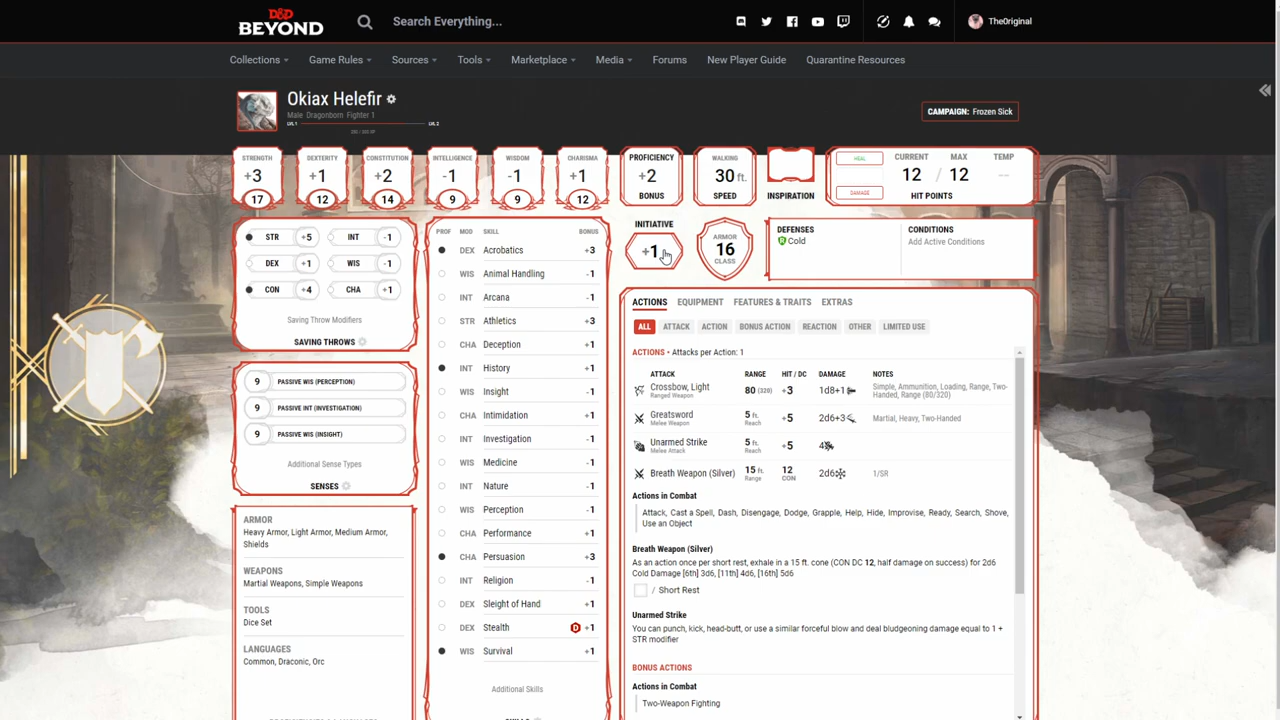 D&D
BEYOND
Search Everything...
The0riginal
Collections
Game Rules
Sources
Tools
Marketplace
Media
Forums
New Player Guide
Quarantine Resources
Okiax Helefir
Male Dragonborn Fighter 1
LVL 1
LVL 2
CAMPAIGN: Frozen Sick
STRENGTH
+3
17
DEXTERITY
+1
12
CONSTITUTION
+2
14
INTELLIGENCE
-1
9
WISDOM
-1
9
CHARISMA
+1
12
PROFICIENCY
+2
BONUS
WALKING
30 ft.
SPEED
INSPIRATION
HEAL
DAMAGE
CURRENT
12
/
MAX
12
TEMP
--
HIT POINTS
STR +5
INT -1
DEX +1
WIS -1
CON +4
CHA +1
Saving Throw Modifiers
SAVING THROWS
9 PASSIVE WIS (PERCEPTION)
9 PASSIVE INT (INVESTIGATION)
9 PASSIVE WIS (INSIGHT)
Additional Sense Types
SENSES
ARMOR
Heavy Armor, Light Armor, Medium Armor,
Shields
WEAPONS
Martial Weapons, Simple Weapons
TOOLS
Dice Set
LANGUAGES
Common, Draconic, Orc
PROF MOD SKILL BONUS
DEX Acrobatics +3
WIS Animal Handling -1
INT Arcana -1
STR Athletics +3
CHA Deception +1
INT History +1
WIS Insight -1
CHA Intimidation +1
INT Investigation -1
WIS Medicine -1
INT Nature -1
WIS Perception -1
CHA Performance +1
CHA Persuasion +3
INT Religion -1
DEX Sleight of Hand +1
DEX Stealth D +1
WIS Survival +1
Additional Skills
INITIATIVE
+1
ARMOR
16
CLASS
DEFENSES
R Cold
CONDITIONS
Add Active Conditions
ACTIONS EQUIPMENT FEATURES & TRAITS EXTRAS
ALL ATTACK ACTION BONUS ACTION REACTION OTHER LIMITED USE
ACTIONS • Attacks per Action: 1
ATTACK RANGE HIT / DC DAMAGE NOTES
Crossbow, Light
Ranged Weapon
80 (320)
+3
1d8+1
Simple, Ammunition, Loading, Range, Two-
Handed, Range (80/320)
Greatsword
Melee Weapon
5 ft.
Reach
+5
2d6+3
Martial, Heavy, Two-Handed
Unarmed Strike
Melee Attack
5 ft.
Reach
+5
4
Breath Weapon (Silver)
15 ft.
Range
12
CON
2d6
1/SR
Actions in Combat
Attack, Cast a Spell, Dash, Disengage, Dodge, Grapple, Help, Hide, Improvise, Ready, Search, Shove,
Use an Object
Breath Weapon (Silver)
As an action once per short rest, exhale in a 15 ft. cone (CON DC 12, half damage on success) for 2d6
Cold Damage [6th] 3d6, [11th] 4d6, [16th] 5d6
/ Short Rest
Unarmed Strike
You can punch, kick, head-butt, or use a similar forceful blow and deal bludgeoning damage equal to 1 +
STR modifier
BONUS ACTIONS
Actions in Combat
Two-Weapon Fighting